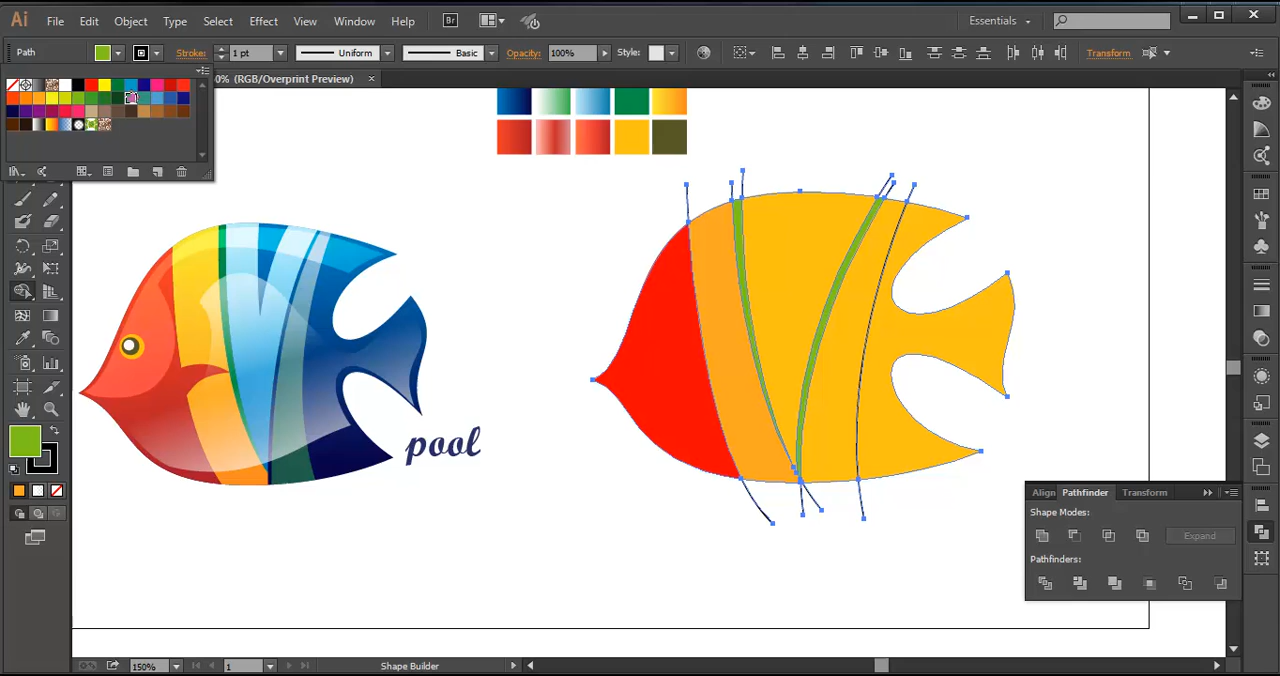 Ai File Edit Object Type Select Effect View Window Help Br Essentials
Path Stroke: 1 pt Uniform Basic Opacity: 100% Style: Transform
0% (RGB/Overprint Preview) ×
pool
Align Pathfinder Transform
Shape Modes:
Expand
Pathfinders:
150% 1 Shape Builder